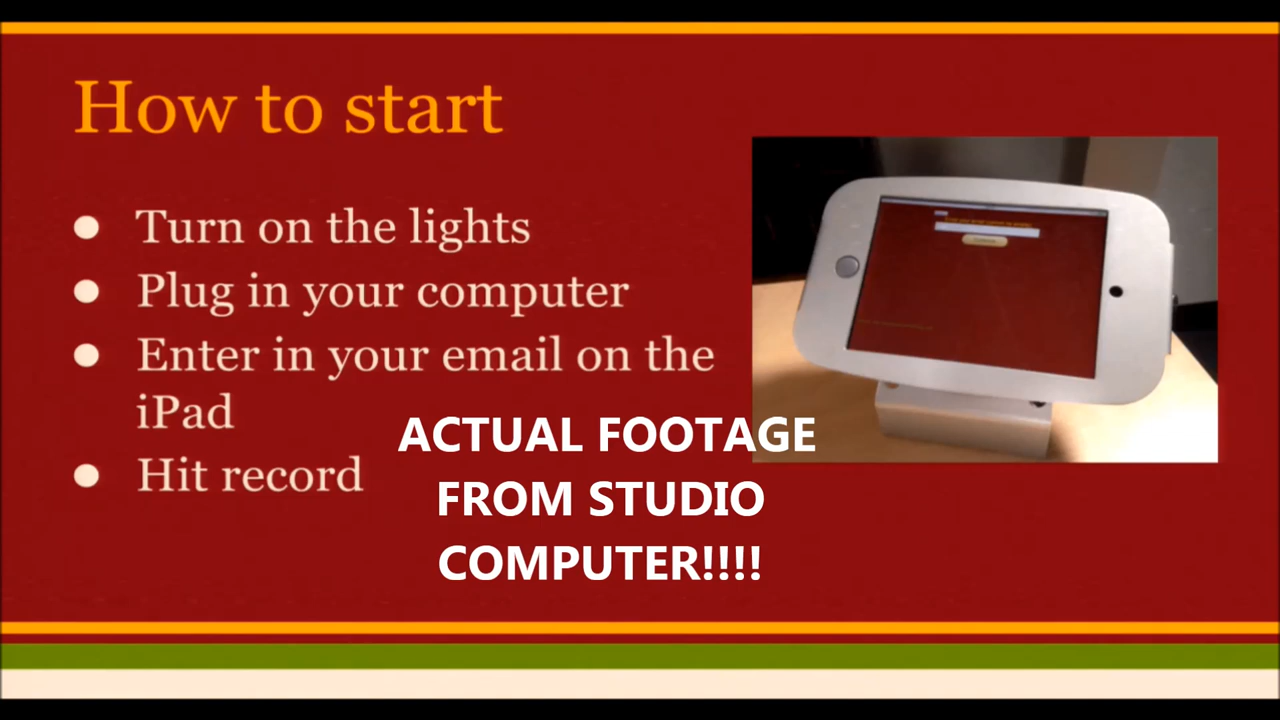 How to start
● Turn on the lights
● Plug in your computer
● Enter in your email on the
iPad
● Hit record
ACTUAL FOOTAGE
FROM STUDIO
COMPUTER!!!!